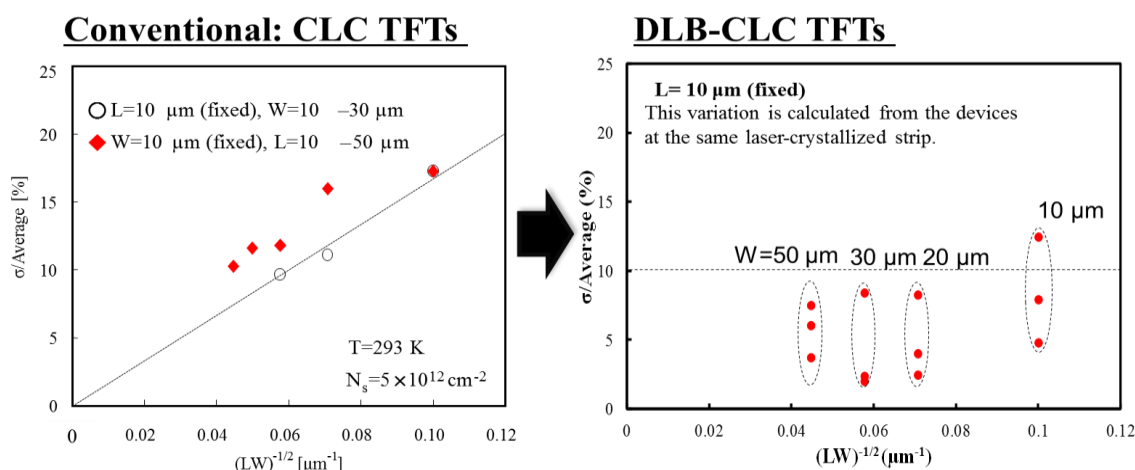 Conventional: CLC TFTs
25
20
15
10
5
0
σ/Average [%]
L=10 μm (fixed), W=10 –30 μm
W=10 μm (fixed), L=10 –50 μm
T=293 K
Ns=5×10^12 cm-2
0
0.02
0.04
0.06
0.08
0.10
0.12
(LW)^-1/2 [μm^-1]
DLB-CLC TFTs
25
20
15
10
5
0
σ/Average (%)
L= 10 μm (fixed)
This variation is calculated from the devices
at the same laser-crystallized strip.
10 μm
W=50 μm 30 μm 20 μm
0
0.02
0.04
0.06
0.08
0.1
0.12
(LW)^-1/2 (μm^-1)